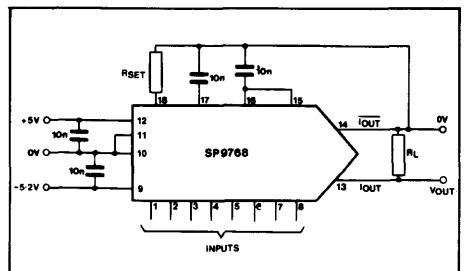 RSET
10n
10n
18
17
16
15
+5V
12
14
IOUT
0V
10n
11
0V
10
SP9768
RL
10n
13
IOUT
VOUT
-5·2V
9
1 2 3 4 5 6 7 8
INPUTS